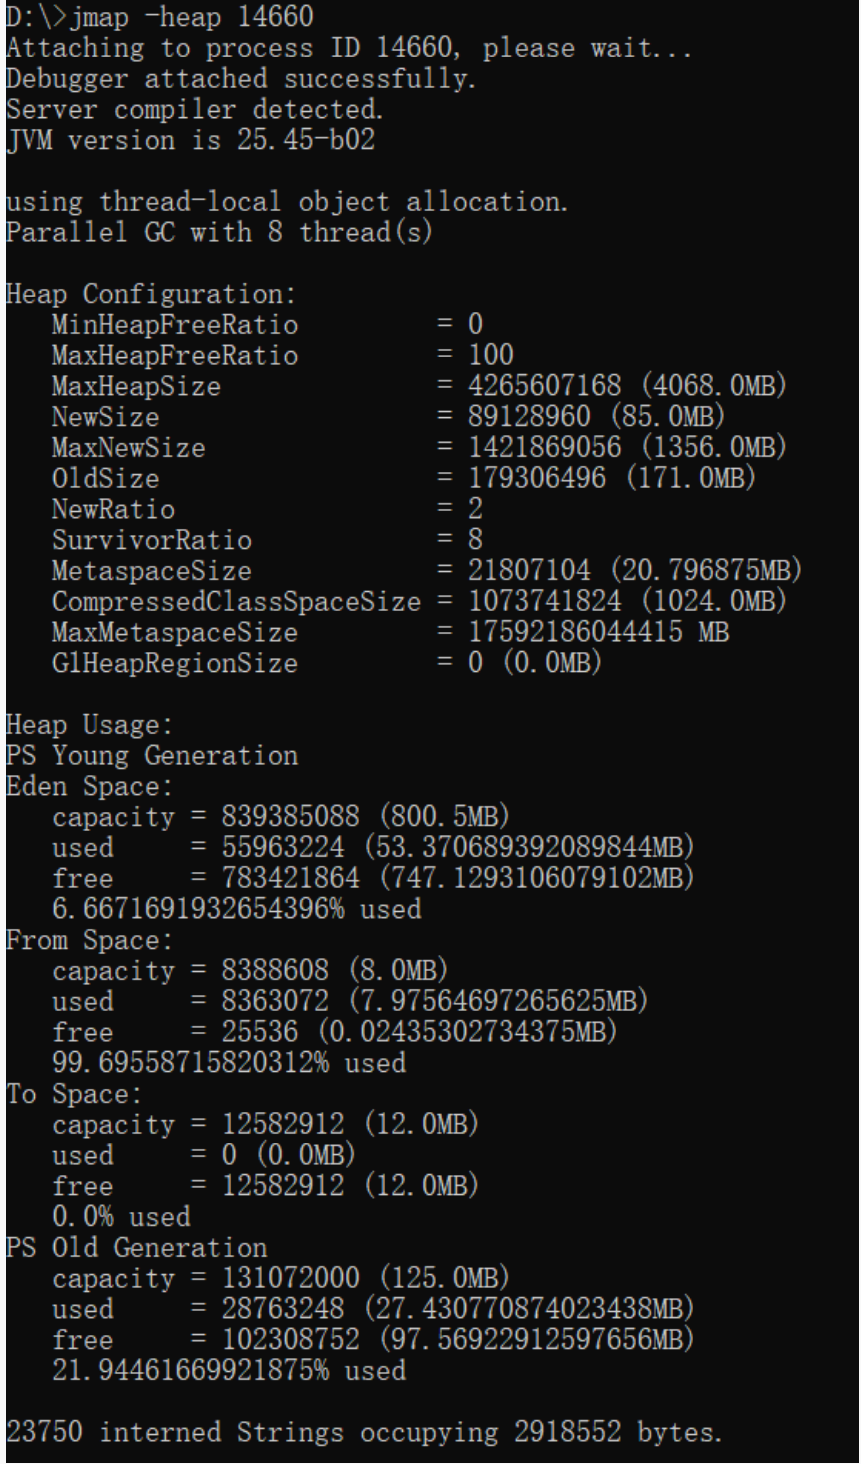 D:\>jmap -heap 14660
Attaching to process ID 14660, please wait...
Debugger attached successfully.
Server compiler detected.
JVM version is 25.45-b02
using thread-local object allocation.
Parallel GC with 8 thread(s)
Heap Configuration:
MinHeapFreeRatio = 0
MaxHeapFreeRatio = 100
MaxHeapSize = 4265607168 (4068.0MB)
NewSize = 89128960 (85.0MB)
MaxNewSize = 1421869056 (1356.0MB)
OldSize = 179306496 (171.0MB)
NewRatio = 2
SurvivorRatio = 8
MetaspaceSize = 21807104 (20.796875MB)
CompressedClassSpaceSize = 1073741824 (1024.0MB)
MaxMetaspaceSize = 17592186044415 MB
G1HeapRegionSize = 0 (0.0MB)
Heap Usage:
PS Young Generation
Eden Space:
capacity = 839385088 (800.5MB)
used = 55963224 (53.370689392089844MB)
free = 783421864 (747.1293106079102MB)
6.6671691932654396% used
From Space:
capacity = 8388608 (8.0MB)
used = 8363072 (7.97564697265625MB)
free = 25536 (0.02435302734375MB)
99.69558715820312% used
To Space:
capacity = 12582912 (12.0MB)
used = 0 (0.0MB)
free = 12582912 (12.0MB)
0.0% used
PS Old Generation
capacity = 131072000 (125.0MB)
used = 28763248 (27.430770874023438MB)
free = 102308752 (97.56922912597656MB)
21.94461669921875% used
23750 interned Strings occupying 2918552 bytes.